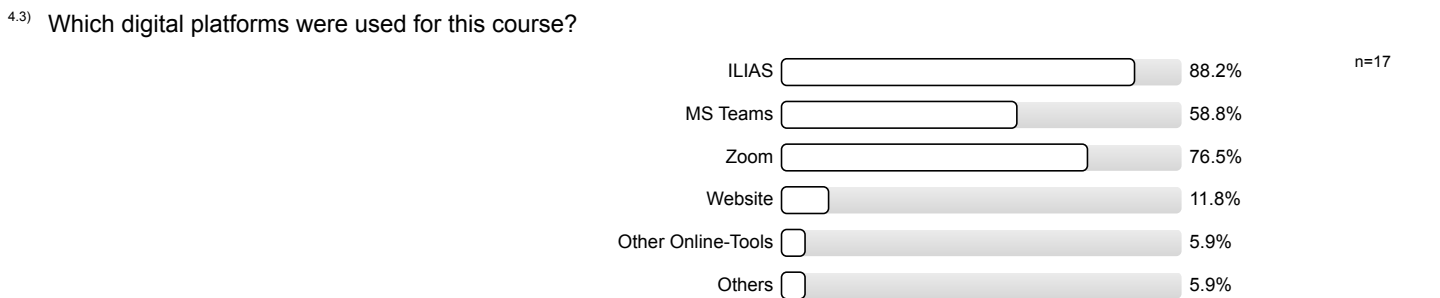 4.3) Which digital platforms were used for this course?
n=17
ILIAS 88.2%
MS Teams 58.8%
Zoom 76.5%
Website 11.8%
Other Online-Tools 5.9%
Others 5.9%